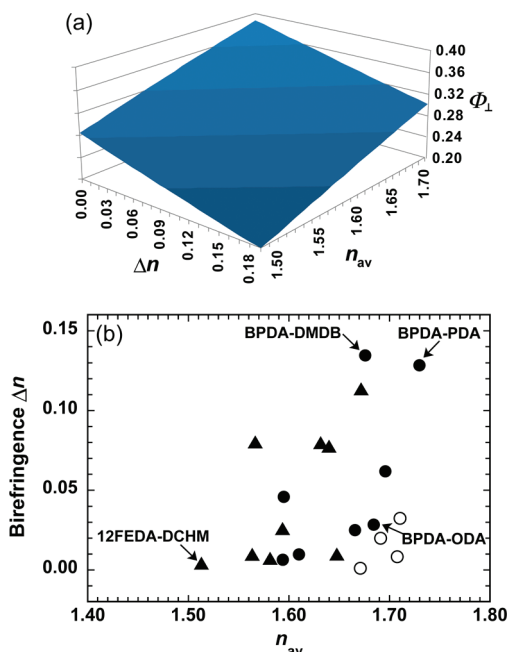 (a)
0.40
0.36
0.32
0.28
0.24
0.20
Φ⊥
0.00
0.03
0.06
0.09
0.12
0.15
0.18
Δn
1.50
1.55
1.60
1.65
1.70
nav
(b)
0.15
0.10
0.05
0.00
Birefringence Δn
BPDA-DMDB
BPDA-PDA
12FEDA-DCHM
BPDA-ODA
1.40 1.50 1.60 1.70 1.80
nav